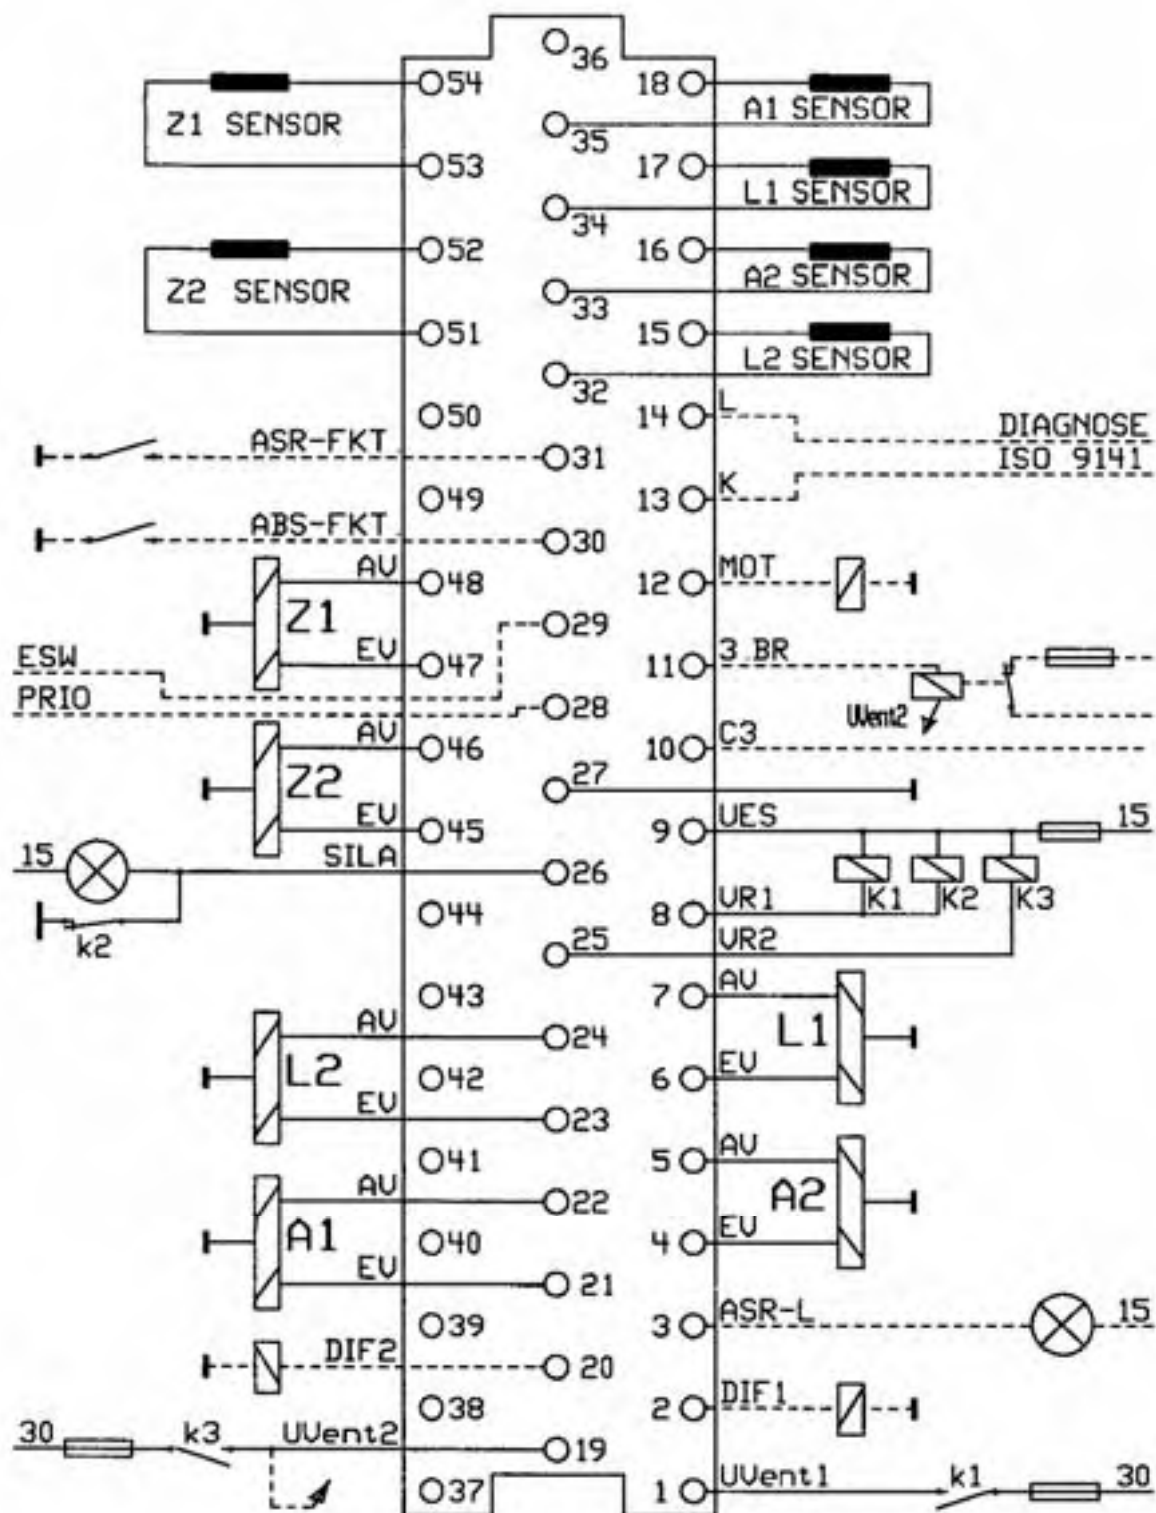 36
54 18
Z1 SENSOR A1 SENSOR
35
53 17
L1 SENSOR
34
52 16
Z2 SENSOR A2 SENSOR
33
51 15
L2 SENSOR
32
50 14 L
ASR-FKT 31 DIAGNOSE
ISO 9141
49 13 K
ABS-FKT 30
AV 48 12 MOT
Z1 29
ESW EV 47 11 3.BR
PRIO 28 UVent2
AV 46 10 C3
Z2 27
EV 45 9 UES 15
15 SILA 26 K1 K2 K3
44 8 VR1
k2 25 VR2
43 7 AV
AV 24 L1
L2 42 6 EV
EV 23
41 5 AV
AV 22 A2
A1 40 4 EV
EV 21
39 3 ASR-L 15
DIF2 20
38 2 DIF1
30 k3 UVent2 19
37 1 UVent1 k1 30